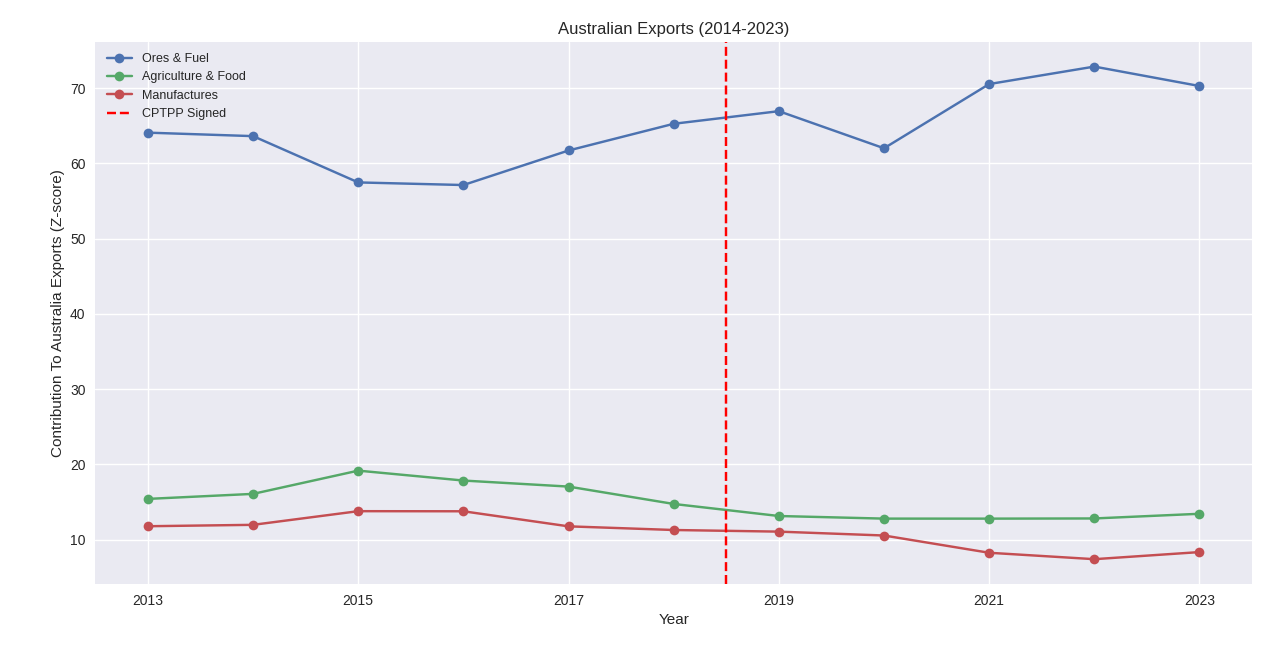 Australian Exports (2014-2023)
Ores & Fuel
Agriculture & Food
Manufactures
CPTPP Signed
Contribution To Australia Exports (Z-score)
70
60
50
40
30
20
10
2013 2015 2017 2019 2021 2023
Year